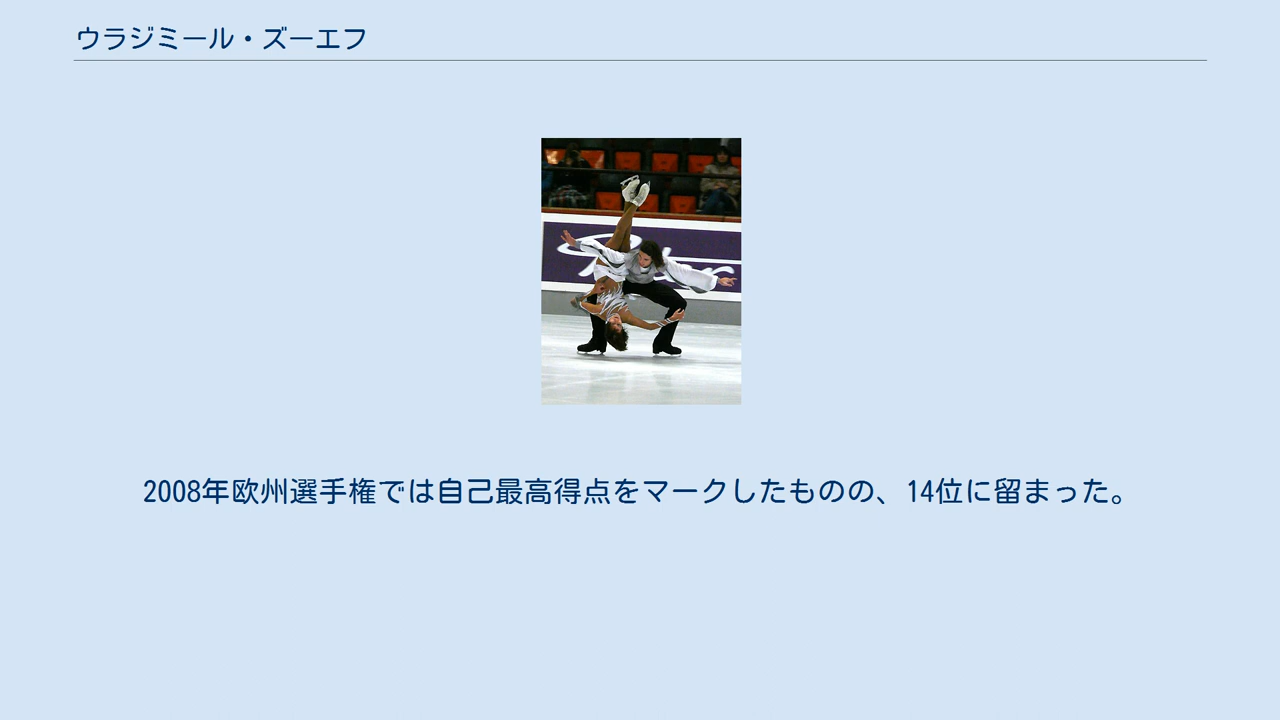 ウラジミール・ズーエフ
2008年欧州選手権では自己最高得点をマークしたものの、14位に留まった。